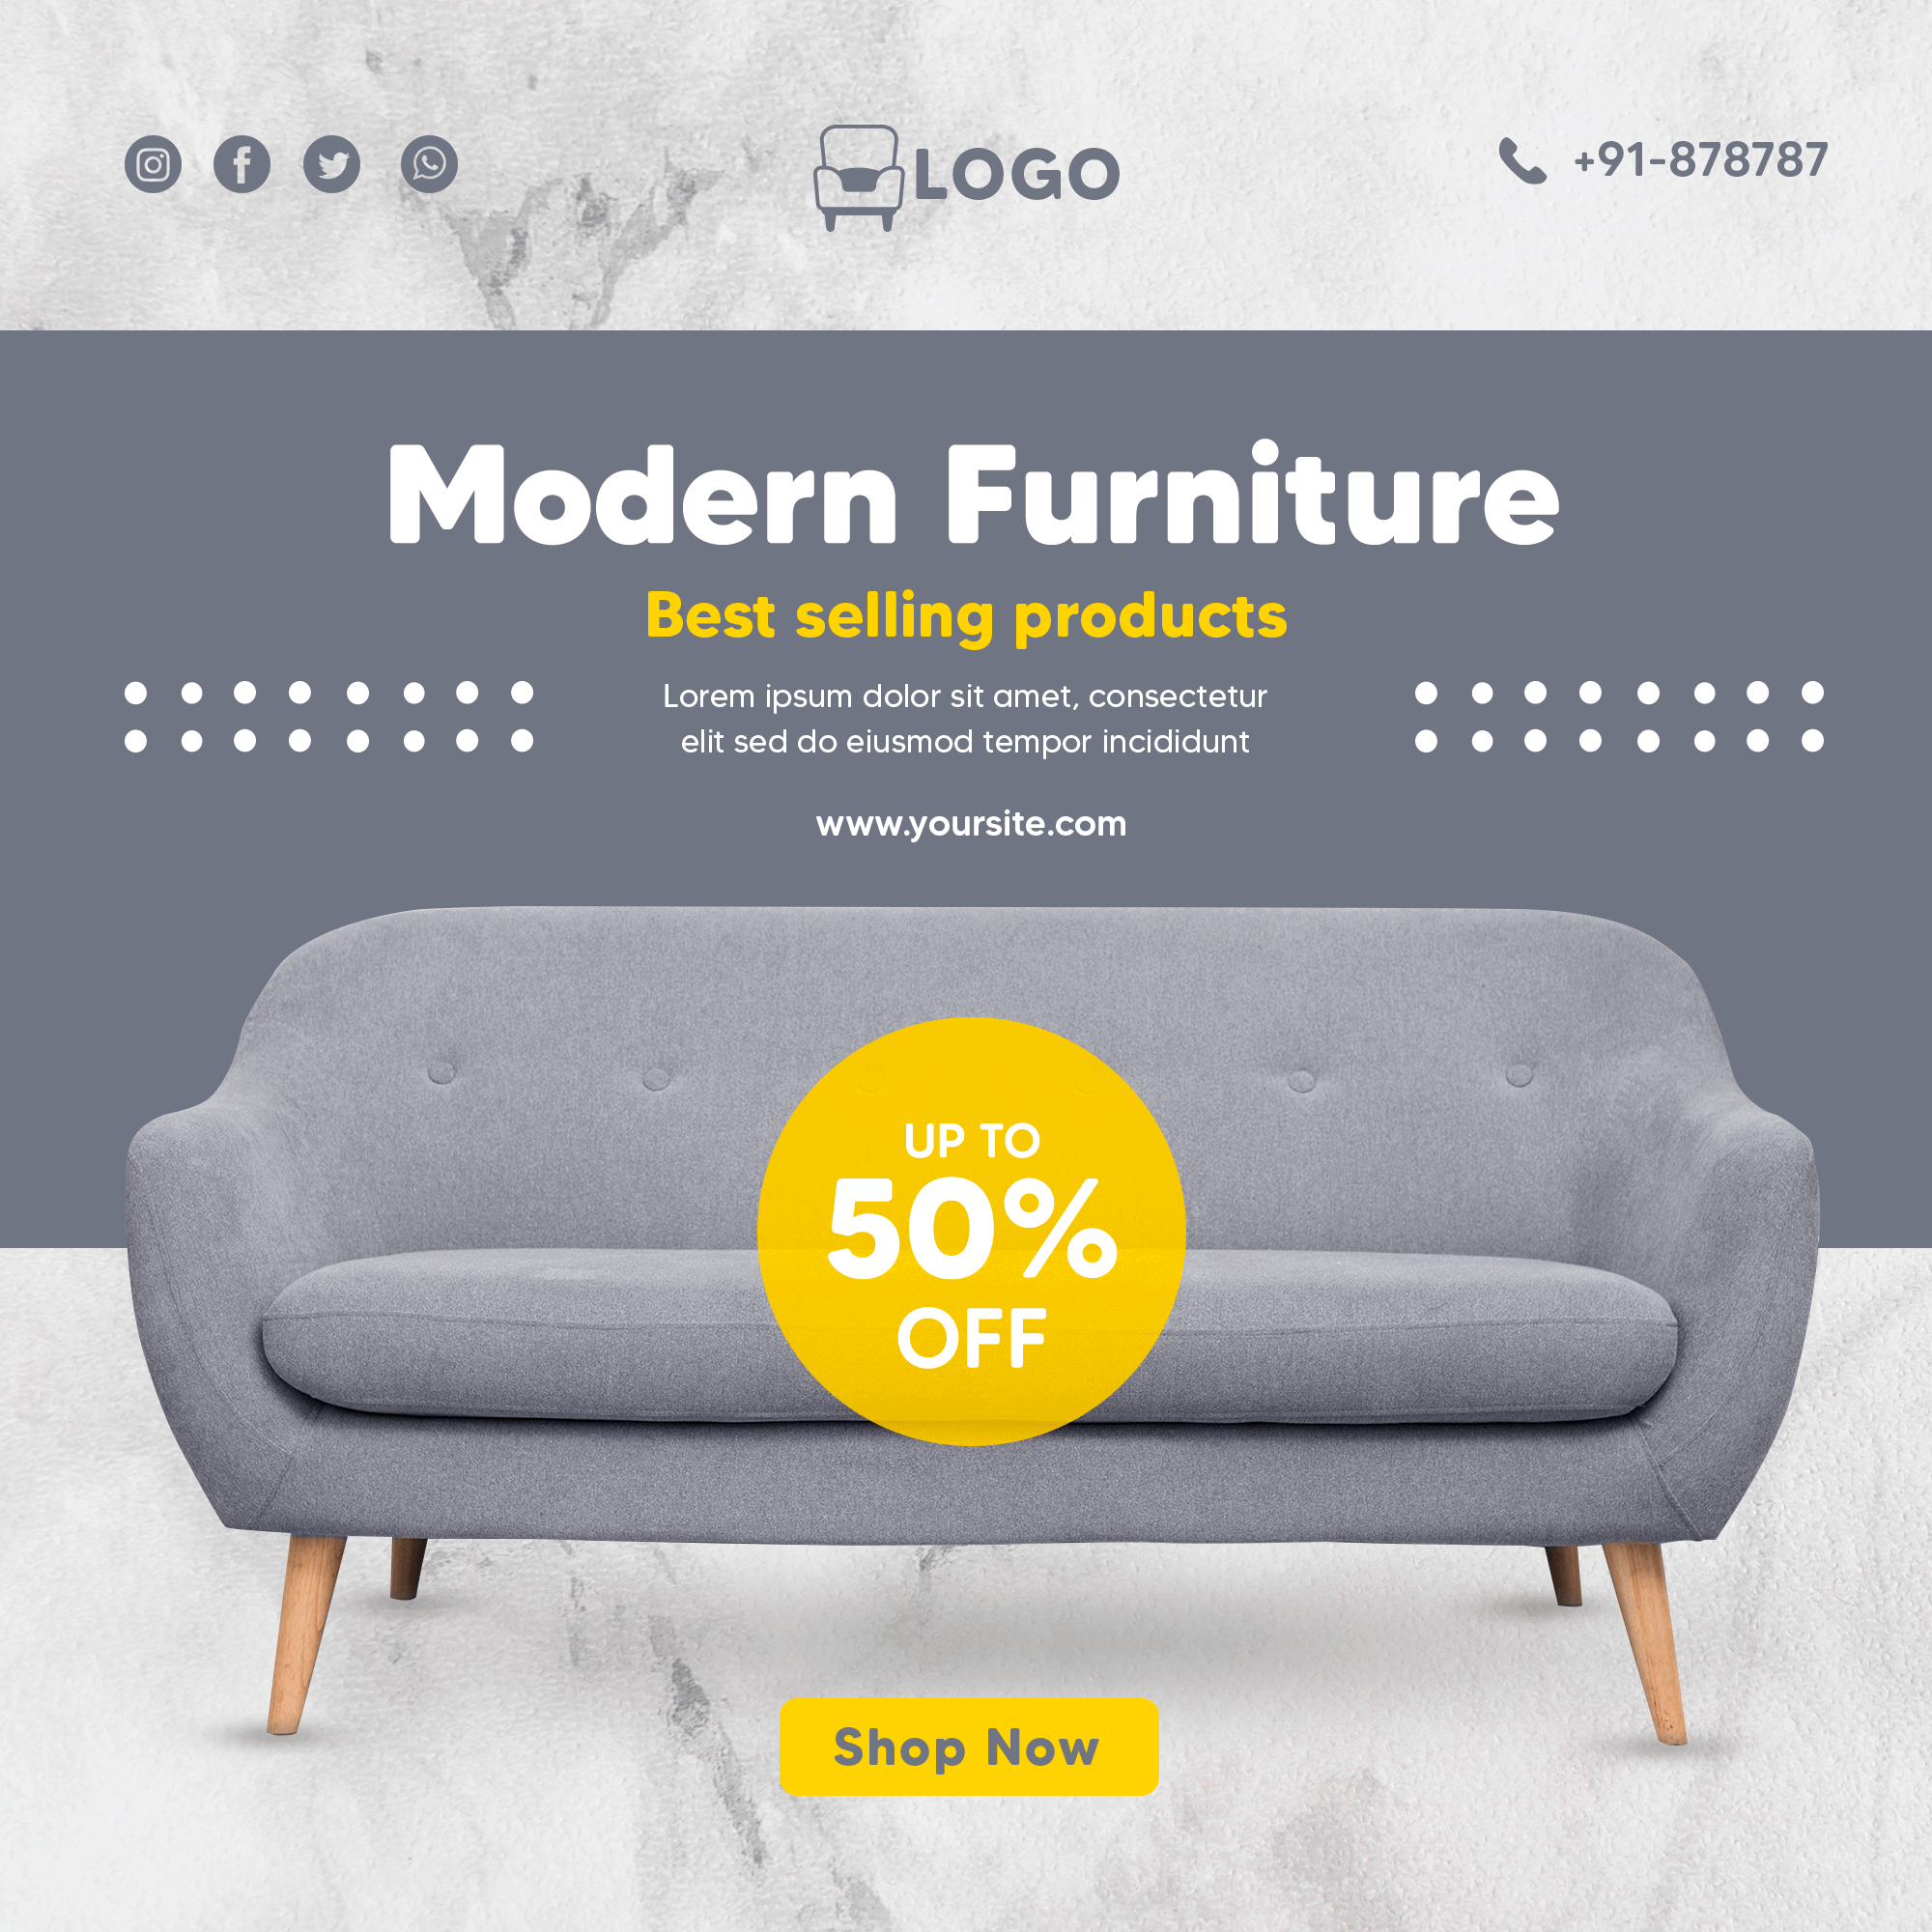 LOGO
+91-878787
Modern Furniture
Best selling products
Lorem ipsum dolor sit amet, consectetur
elit sed do eiusmod tempor incididunt
www.yoursite.com
UP TO
50%
OFF
Shop Now